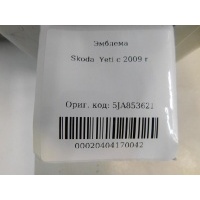 Эмблема
Skoda Yeti с 2009 г.
Ориг. код: 5JA853621
00020404170042